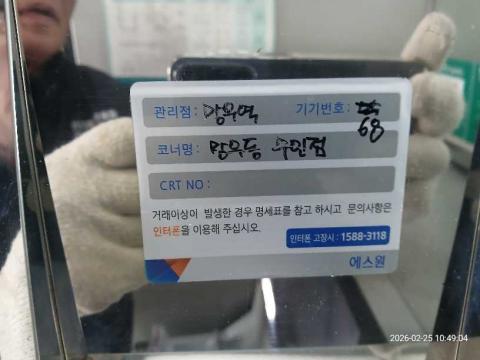 관리점: 망우역 기기번호: 68
코너명: 망우동 수민점
CRT NO :
거래이상이 발생한 경우 명세표를 참고 하시고 문의사항은
인터폰을 이용해 주십시오.
인터폰 고장시 : 1588-3118
에스원
2026-02-25 10:49:04